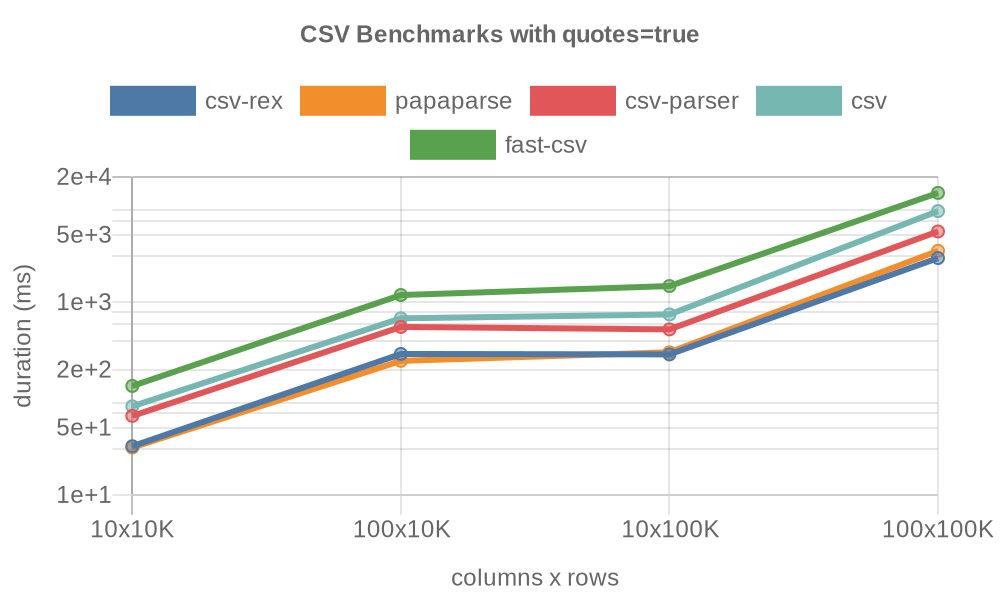 CSV Benchmarks with quotes=true
csv-rex papaparse csv-parser csv
fast-csv
2e+4
5e+3
1e+3
2e+2
5e+1
1e+1
duration (ms)
10x10K 100x10K 10x100K 100x100K
columns x rows